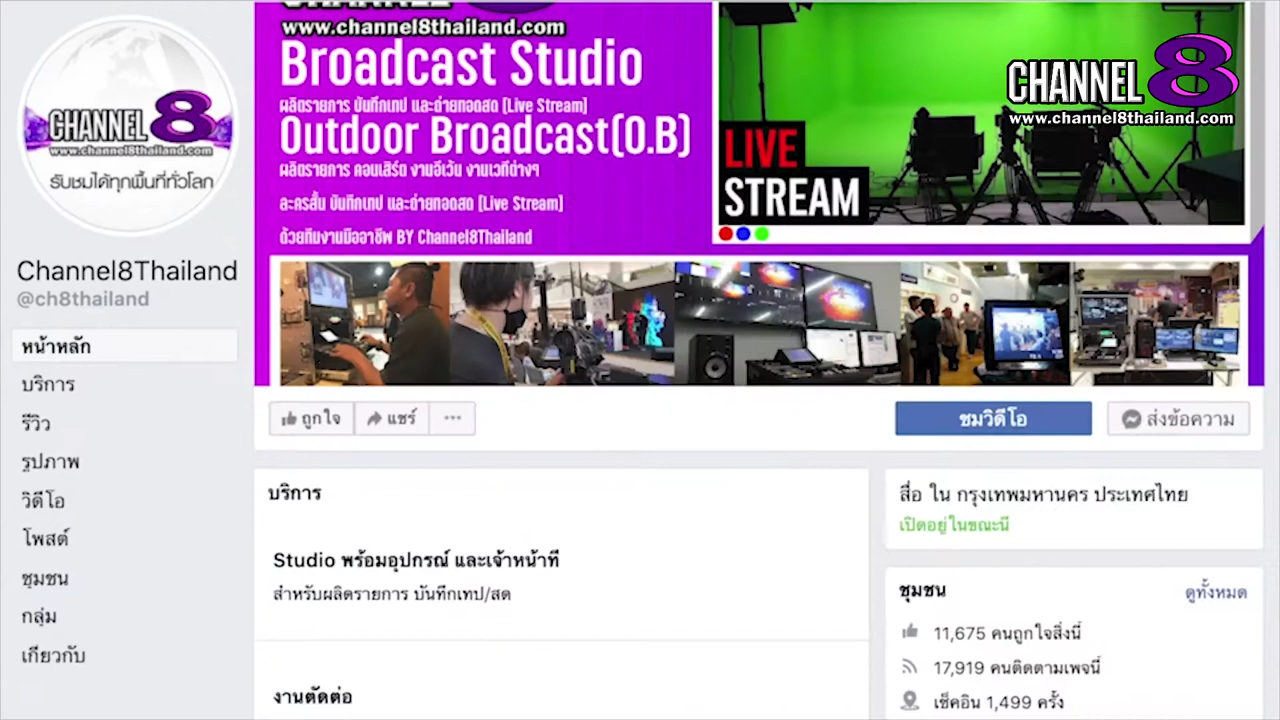 CHANNEL 8
www.channel8thailand.com
รับชมได้ทุกพื้นที่ทั่วโลก
Channel8Thailand
@ch8thailand
หน้าหลัก
บริการ
รีวิว
รูปภาพ
วิดีโอ
โพสต์
ชุมชน
กลุ่ม
เกี่ยวกับ
www.channel8thailand.com
Broadcast Studio
ผลิตรายการ บันทึกเทป และถ่ายทอดสด [Live Stream]
Outdoor Broadcast(O.B)
ผลิตรายการ คอนเสิร์ต งานอีเว้น งานเวทีต่างๆ
ละครสั้น บันทึกเทป และถ่ายทอดสด [Live Stream]
ด้วยทีมงานมืออาชีพ BY Channel8Thailand
LIVE
STREAM
CHANNEL 8
www.channel8thailand.com
ถูกใจ
แชร์
ชมวิดีโอ
ส่งข้อความ
บริการ
Studio พร้อมอุปกรณ์ และเจ้าหน้าที่
สำหรับผลิตรายการ บันทึกเทป/สด
งานตัดต่อ
สื่อ ใน กรุงเทพมหานคร ประเทศไทย
เปิดอยู่ในขณะนี้
ชุมชน
ดูทั้งหมด
11,675 คนถูกใจสิ่งนี้
17,919 คนติดตามเพจนี้
เช็คอิน 1,499 ครั้ง